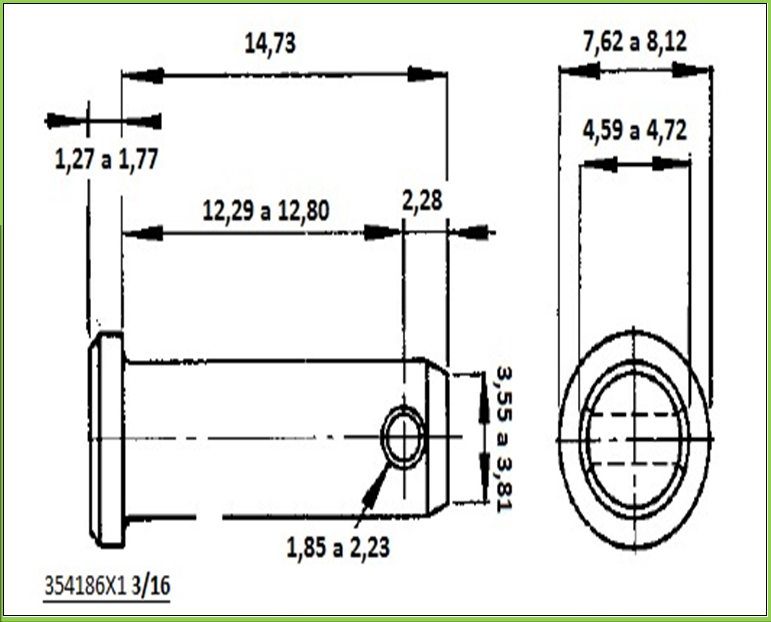 14,73
7,62 a 8,12
4,59 a 4,72
1,27 a 1,77
12,29 a 12,80
2,28
3,55 a 3,81
1,85 a 2,23
354186X1 3/16